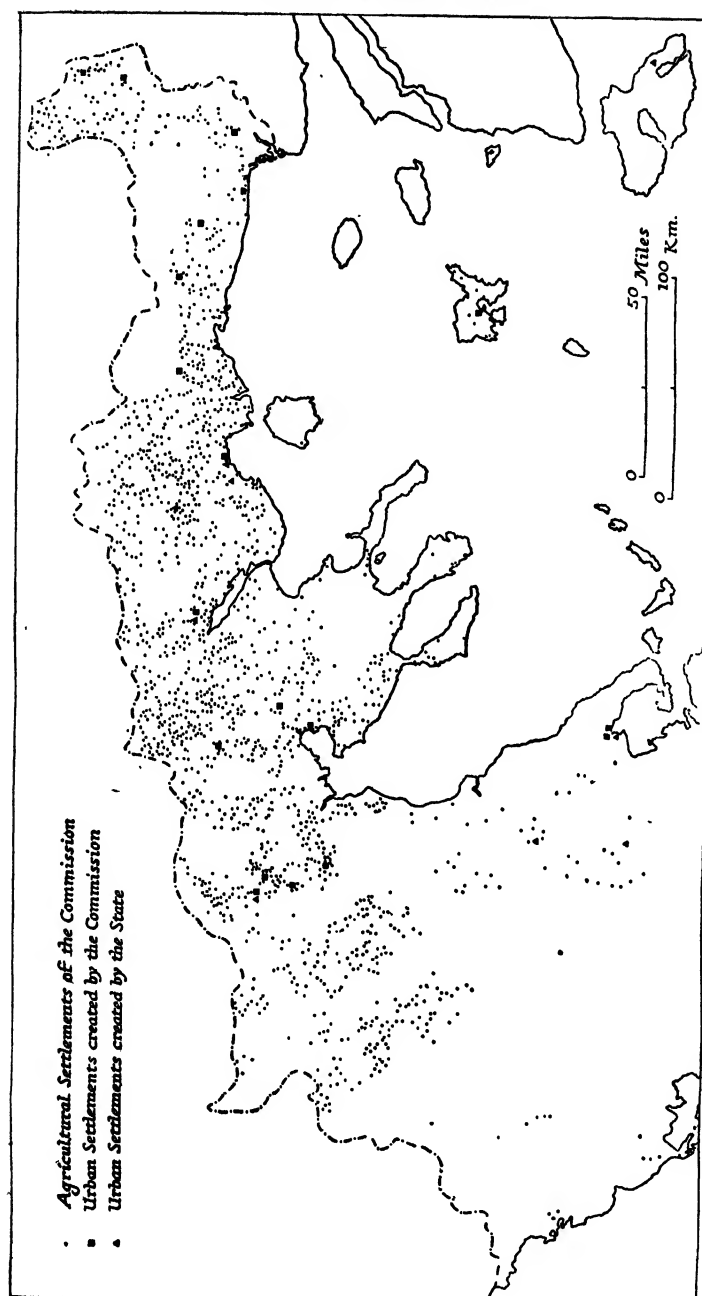 · Agricultural Settlements of the Commission
■ Urban Settlements created by the Commission
▲ Urban Settlements created by the State
0 50 Miles
0 100 Km.